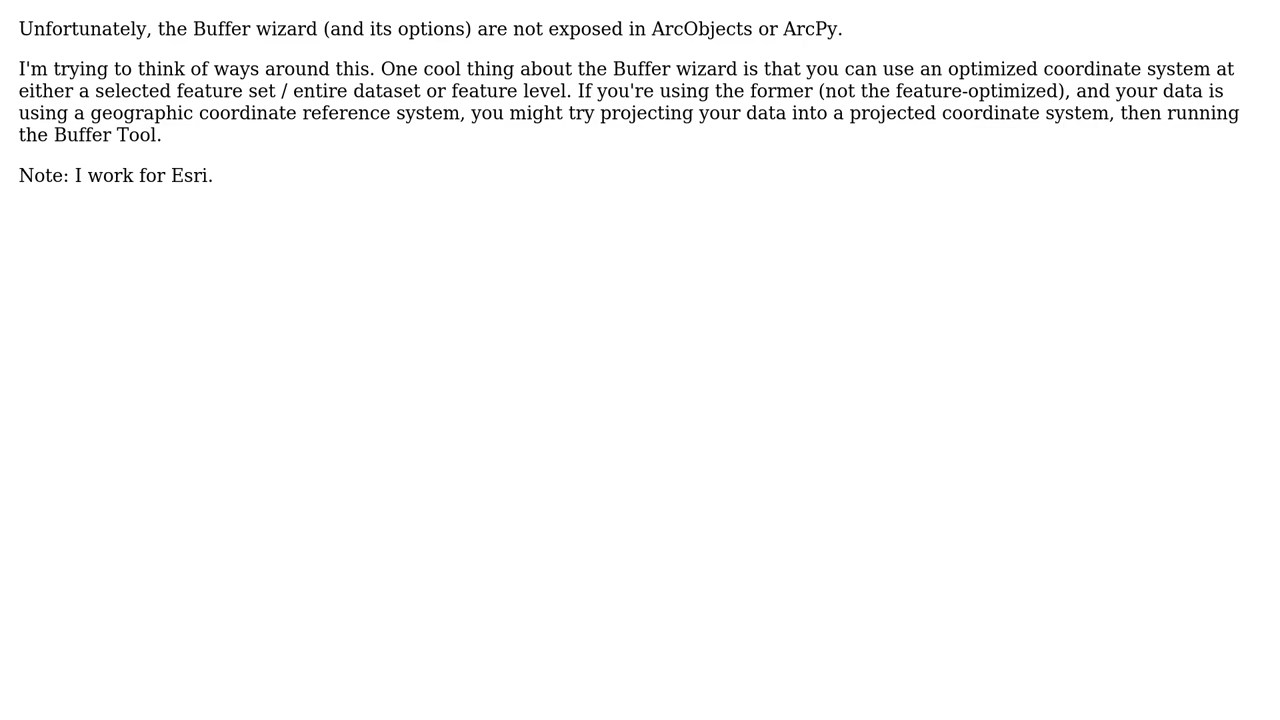 Unfortunately, the Buffer wizard (and its options) are not exposed in ArcObjects or ArcPy.
I'm trying to think of ways around this. One cool thing about the Buffer wizard is that you can use an optimized coordinate system at
either a selected feature set / entire dataset or feature level. If you're using the former (not the feature-optimized), and your data is
using a geographic coordinate reference system, you might try projecting your data into a projected coordinate system, then running
the Buffer Tool.
Note: I work for Esri.